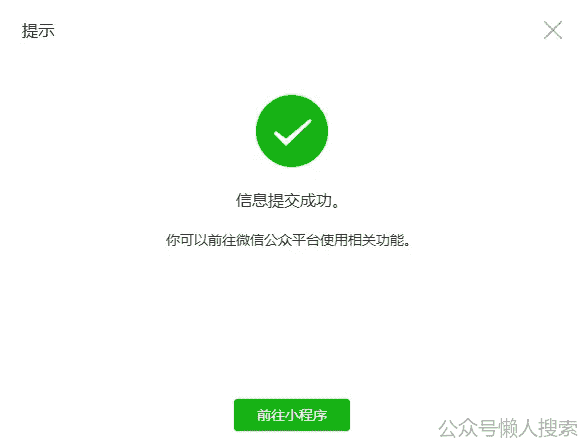 提示
信息提交成功。
你可以前往微信公众平台使用相关功能。
前往小程序
公众号懒人搜索